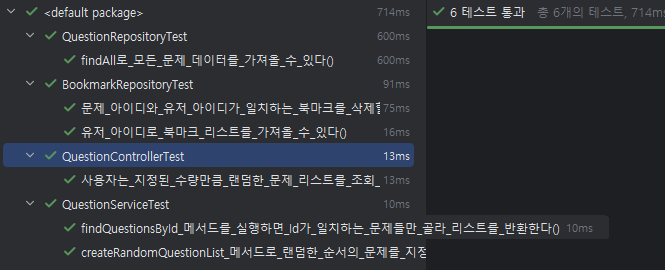 <default package> 714ms
QuestionRepositoryTest 600ms
findAll로_모든_문제_데이터를_가져올_수_있다() 600ms
BookmarkRepositoryTest 91ms
문제_아이디와_유저_아이디가_일치하는_북마크를_삭제할 75ms
유저_아이디로_북마크_리스트를_가져올_수_있다() 16ms
QuestionControllerTest 13ms
사용자는_지정된_수량만큼_랜덤한_문제_리스트를_조회_ 13ms
QuestionServiceTest 10ms
findQuestionsById_메서드를_실행하면_Id가_일치하는_문제들만_골라_리스트를_반환한다() 10ms
createRandomQuestionList_메서드로_랜덤한_순서의_문제를_지정
6 테스트 통과 총 6개의 테스트, 714m